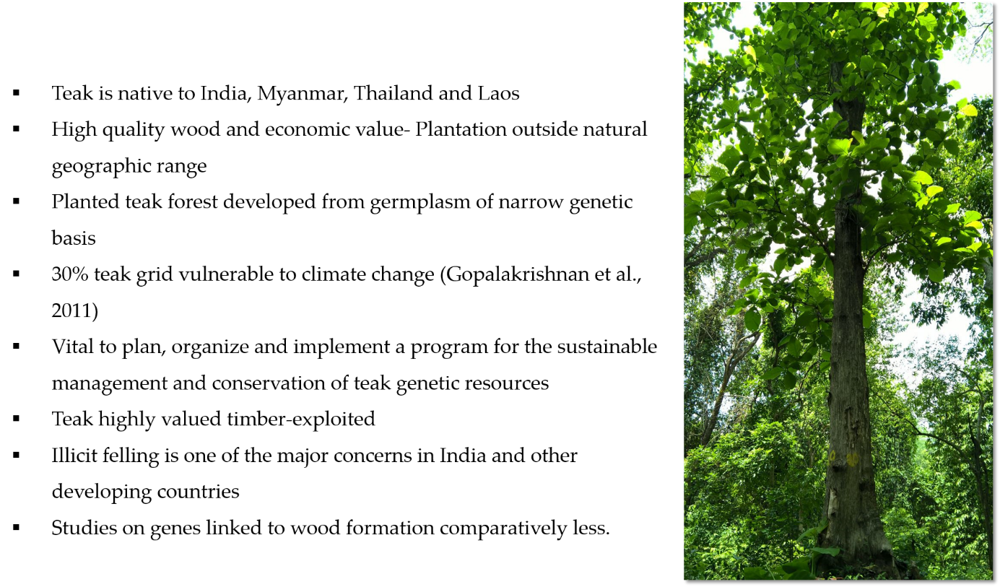 ▪ Teak is native to India, Myanmar, Thailand and Laos
▪ High quality wood and economic value- Plantation outside natural
geographic range
▪ Planted teak forest developed from germplasm of narrow genetic
basis
▪ 30% teak grid vulnerable to climate change (Gopalakrishnan et al.,
2011)
▪ Vital to plan, organize and implement a program for the sustainable
management and conservation of teak genetic resources
▪ Teak highly valued timber-exploited
▪ Illicit felling is one of the major concerns in India and other
developing countries
▪ Studies on genes linked to wood formation comparatively less.